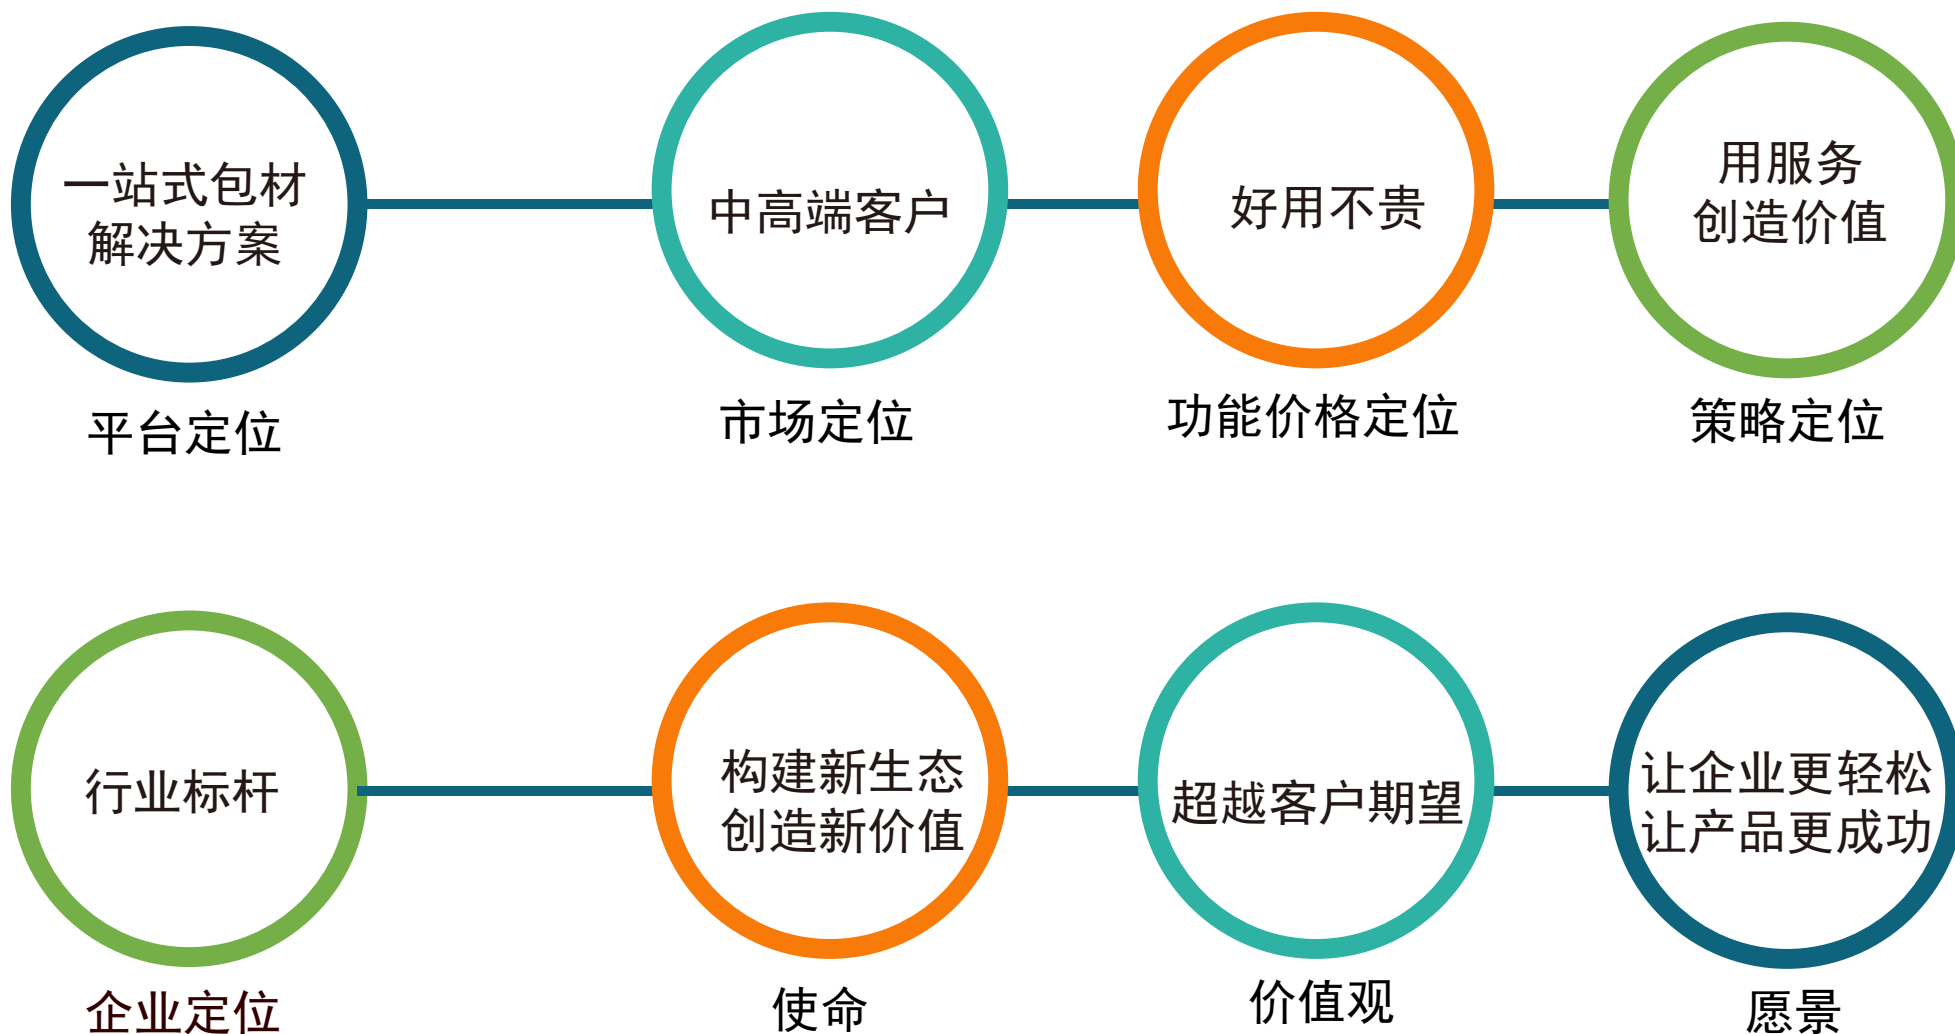 一站式包材
解决方案
中高端客户
好用不贵
用服务
创造价值
平台定位
市场定位
功能价格定位
策略定位
行业标杆
构建新生态
创造新价值
超越客户期望
让企业更轻松
让产品更成功
企业定位
使命
价值观
愿景